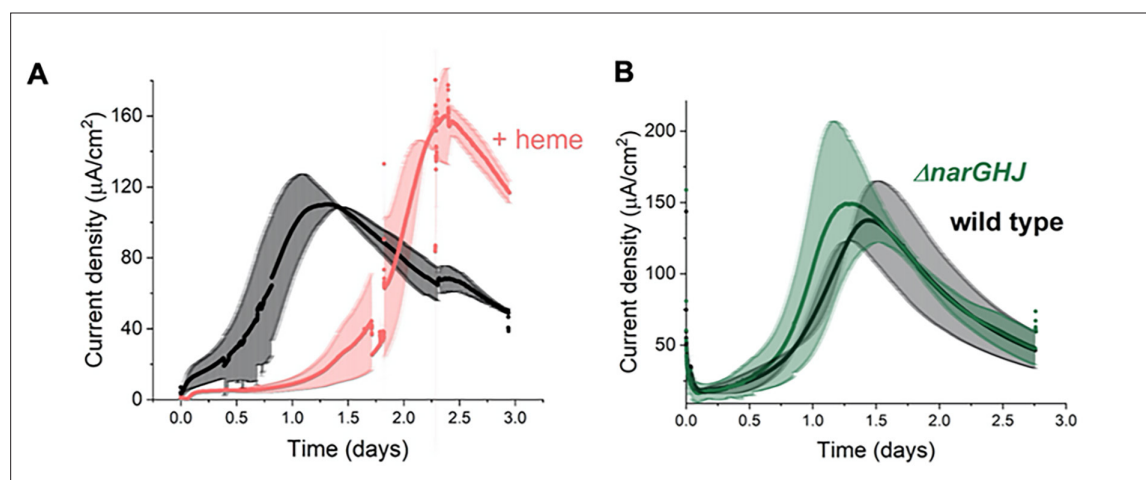 A
Current density (μA/cm²)
160
120
80
40
0
+ heme
0.0 0.5 1.0 1.5 2.0 2.5 3.0
Time (days)
B
Current density (μA/cm²)
200
150
100
50
ΔnarGHJ
wild type
0.0 0.5 1.0 1.5 2.0 2.5 3.0
Time (days)